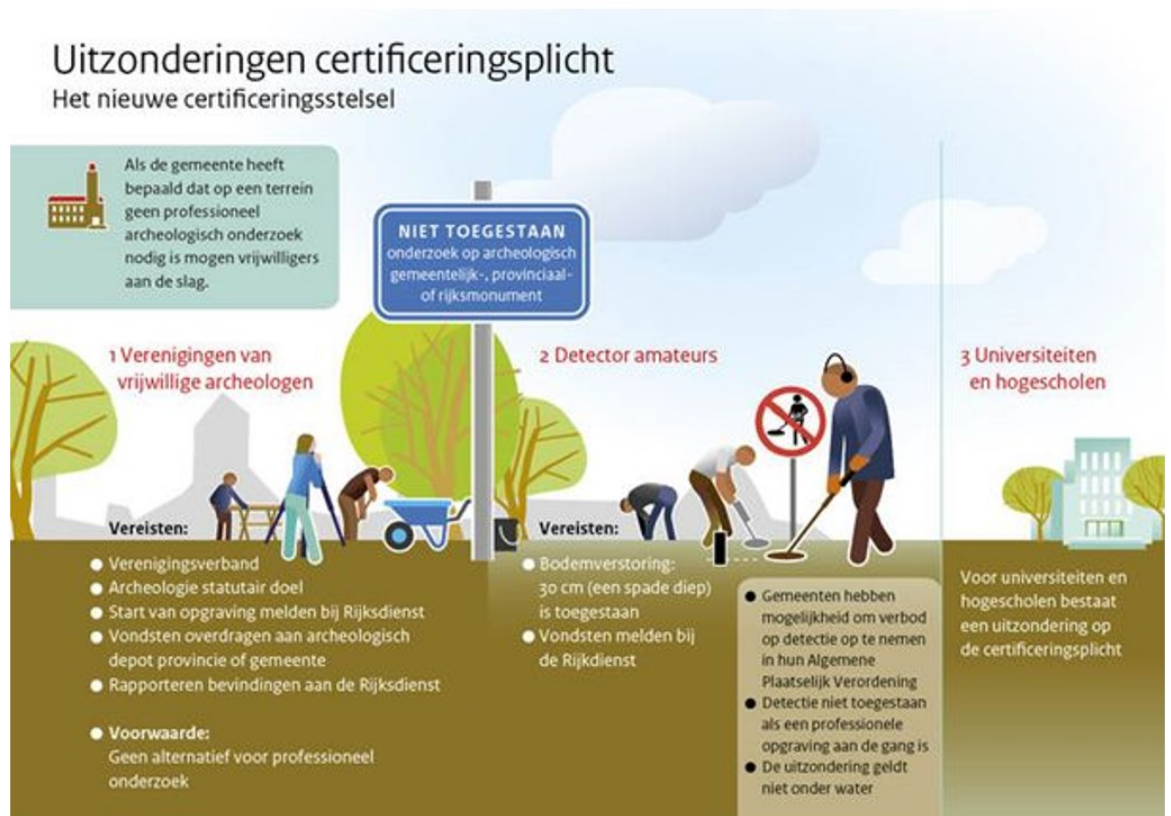 Uitzonderingen certificeringsplicht
Het nieuwe certificeringsstelsel
Als de gemeente heeft
bepaald dat op een terrein
geen professioneel
archeologisch onderzoek
nodig is mogen vrijwilligers
aan de slag.
NIET TOEGESTAAN
onderzoek op archeologisch
gemeentelijk-, provinciaal-
of rijksmonument
1 Verenigingen van
vrijwillige archeologen
Vereisten:
Verenigingsverband
Archeologie statutair doel
Start van opgraving melden bij Rijksdienst
Vondsten overdragen aan archeologisch
depot provincie of gemeente
Rapporteren bevindingen aan de Rijksdienst
Voorwaarde:
Geen alternatief voor professioneel
onderzoek
2 Detector amateurs
Vereisten:
Bodemverstoring:
30 cm (een spade diep)
is toegestaan
Vondsten melden bij
de Rijkdienst
Gemeenten hebben
mogelijkheid om verbod
op detectie op te nemen
in hun Algemene
Plaatselijk Verordening
Detectie niet toegestaan
als een professionele
opgraving aan de gang is
De uitzondering geldt
niet onder water
3 Universiteiten
en hogescholen
Voor universiteiten en
hogescholen bestaat
een uitzondering op
de certificeringsplicht